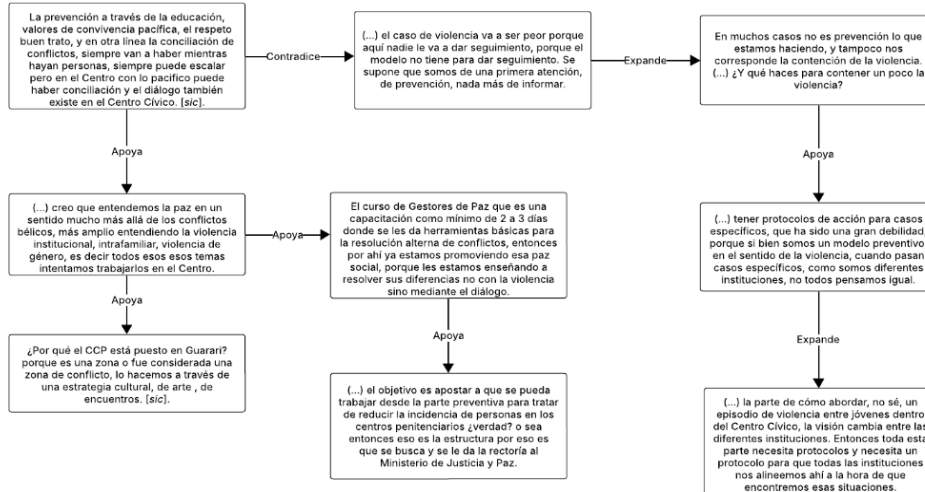 La prevención a través de la educación,
valores de convivencia pacífica, el respeto
buen trato, y en otra línea la conciliación de
conflictos, siempre van a haber mientras
hayan personas, siempre puede escalar
pero en el Centro con lo pacifico puede
haber conciliación y el diálogo también
existe en el Centro Cívico. [sic].
Contradice
(...) el caso de violencia va a ser peor porque
aquí nadie le va a dar seguimiento, porque el
modelo no tiene para dar seguimiento. Se
supone que somos de una primera atención,
de prevención, nada más de informar.
Expande
En muchos casos no es prevención lo que
estamos haciendo, y tampoco nos
corresponde la contención de la violencia.
(...) ¿Y qué haces para contener un poco la
violencia?
Apoya
Apoya
(...) creo que entendemos la paz en un
sentido mucho más allá de los conflictos
bélicos, más amplio entendiendo la violencia
institucional, intrafamiliar, violencia de
género, es decir todos esos esos temas
intentamos trabajarlos en el Centro.
Apoya
El curso de Gestores de Paz que es una
capacitación como mínimo de 2 a 3 días
donde se les da herramientas básicas para
la resolución alterna de conflictos, entonces
por ahí ya estamos promoviendo esa paz
social, porque les estamos enseñando a
resolver sus diferencias no con la violencia
sino mediante el diálogo.
(...) tener protocolos de acción para casos
específicos, que ha sido una gran debilidad,
porque si bien somos un modelo preventivo
en el sentido de la violencia, cuando pasan
casos específicos, como somos diferentes
instituciones, no todos pensamos igual.
Apoya
Apoya
Expande
¿Por qué el CCP está puesto en Guarari?
porque es una zona o fue considerada una
zona de conflicto, lo hacemos a través de
una estrategia cultural, de arte , de
encuentros. [sic].
(...) el objetivo es apostar a que se pueda
trabajar desde la parte preventiva para tratar
de reducir la incidencia de personas en los
centros penitenciarios ¿verdad? o sea
entonces eso es la estructura por eso es
que se busca y se le da la rectoría al
Ministerio de Justicia y Paz.
(...) la parte de cómo abordar, no sé, un
episodio de violencia entre jóvenes dentro
del Centro Cívico, la visión cambia entre las
diferentes instituciones. Entonces toda esta
parte necesita protocolos y necesita un
protocolo para que todas las instituciones
nos alineemos ahí a la hora de que
encontremos esas situaciones.